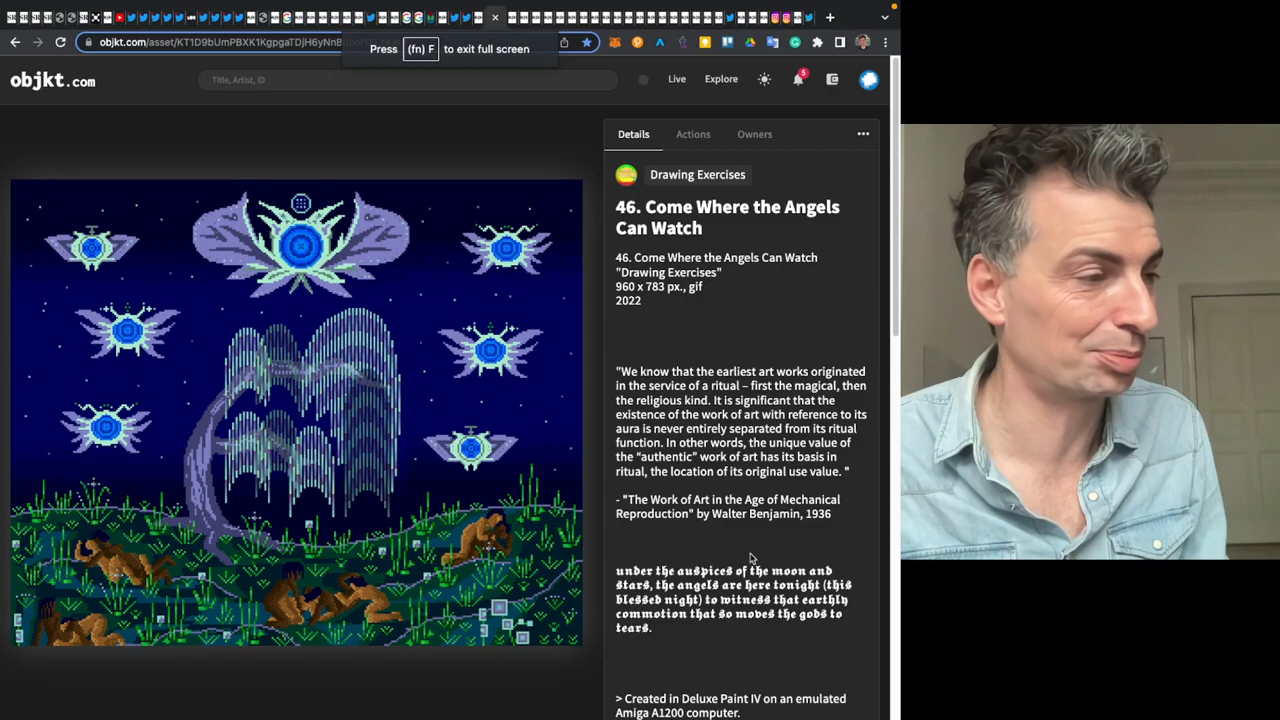 objkt.com/asset/KT1D9bUmPBX1KgpgaTDjH6yNnB
Press (fn) F to exit full screen
objkt.com
Title, Artist, ID
Live
Explore
5
Details
Actions
Owners
Drawing Exercises
46. Come Where the Angels
Can Watch
46. Come Where the Angels Can Watch
"Drawing Exercises"
960 x 783 px., gif
2022
"We know that the earliest art works originated
in the service of a ritual – first the magical, then
the religious kind. It is significant that the
existence of the work of art with reference to its
aura is never entirely separated from its ritual
function. In other words, the unique value of
the “authentic” work of art has its basis in
ritual, the location of its original use value. "
- "The Work of Art in the Age of Mechanical
Reproduction" by Walter Benjamin, 1936
under the auspices of the moon and
stars, the angels are here tonight (this
blessed night) to witness that earthly
commotion that so moves the gods to
tears.
> Created in Deluxe Paint IV on an emulated
Amiga A1200 computer.